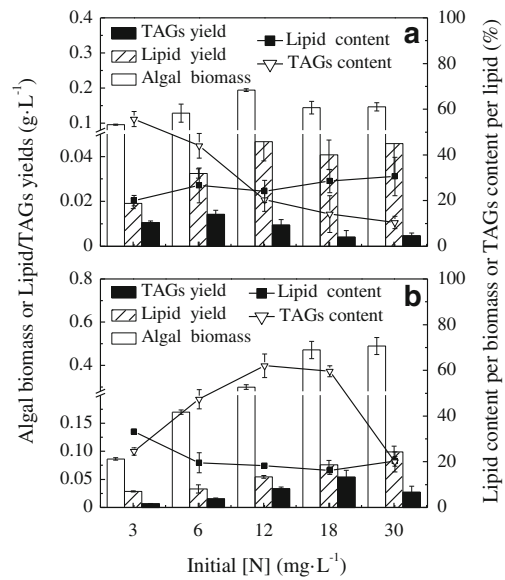 0.4
0.3
0.2
0.1
0.04
0.02
0
100
80
60
40
20
0
TAGs yield
Lipid yield
Algal biomass
Lipid content
TAGs content
a
0.8
0.6
0.4
0.15
0.10
0.05
0.00
100
80
60
40
20
0
TAGs yield
Lipid yield
Algal biomass
Lipid content
TAGs content
b
3 6 12 18 30
Initial [N] (mg·L⁻¹)
Algal biomass or Lipid/TAGs yields (g·L⁻¹)
Lipid content per biomass or TAGs content per lipid (%)